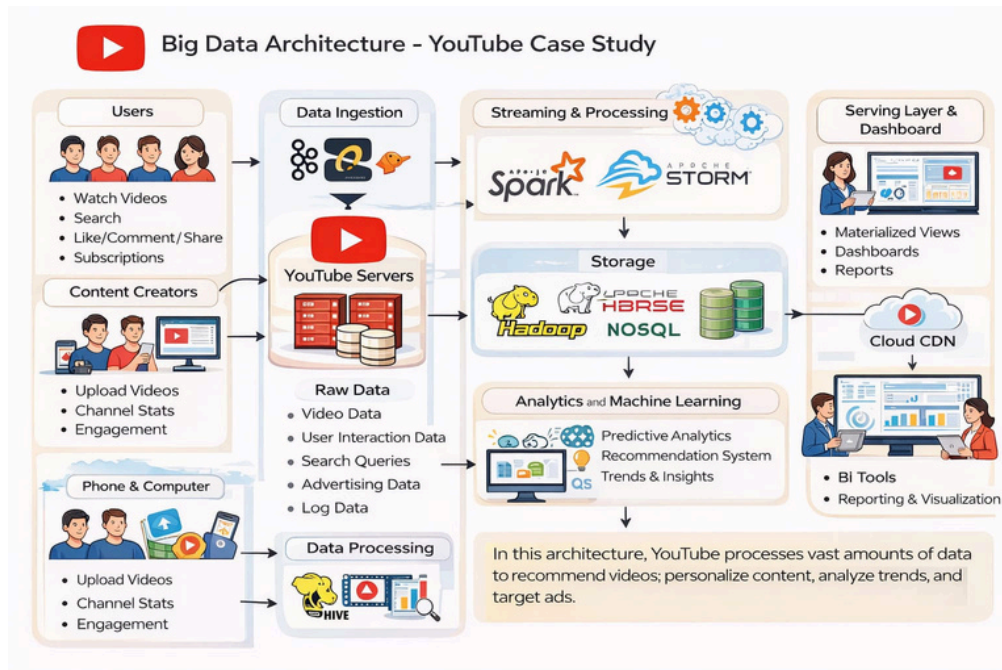 Big Data Architecture - YouTube Case Study
Users
Watch Videos
Search
Like/Comment/Share
Subscriptions
Content Creators
Upload Videos
Channel Stats
Engagement
Phone & Computer
Upload Videos
Channel Stats
Engagement
Data Ingestion
YouTube Servers
Raw Data
Video Data
User Interaction Data
Search Queries
Advertising Data
Log Data
Data Processing
HIVE
Streaming & Processing
Spark
APACHE
STORM
Storage
Hadoop
HBRSE
NOSQL
Analytics and Machine Learning
Predictive Analytics
Recommendation System
Trends & Insights
QS
In this architecture, YouTube processes vast amounts of data
to recommend videos; personalize content, analyze trends, and
target ads.
Serving Layer &
Dashboard
Materialized Views
Dashboards
Reports
Cloud CDN
BI Tools
Reporting & Visualization